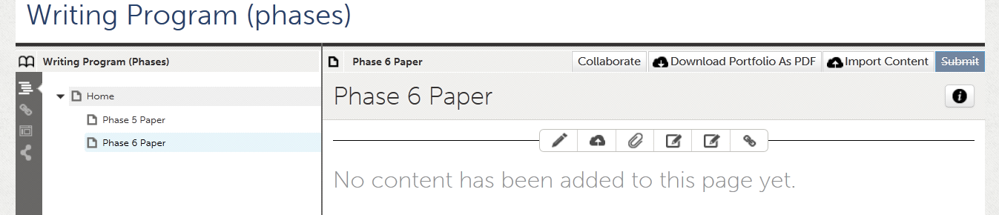 Writing Program (phases)
Writing Program (Phases)
Phase 6 Paper
Collaborate
Download Portfolio As PDF
Import Content
Submit
Home
Phase 5 Paper
Phase 6 Paper
Phase 6 Paper
No content has been added to this page yet.